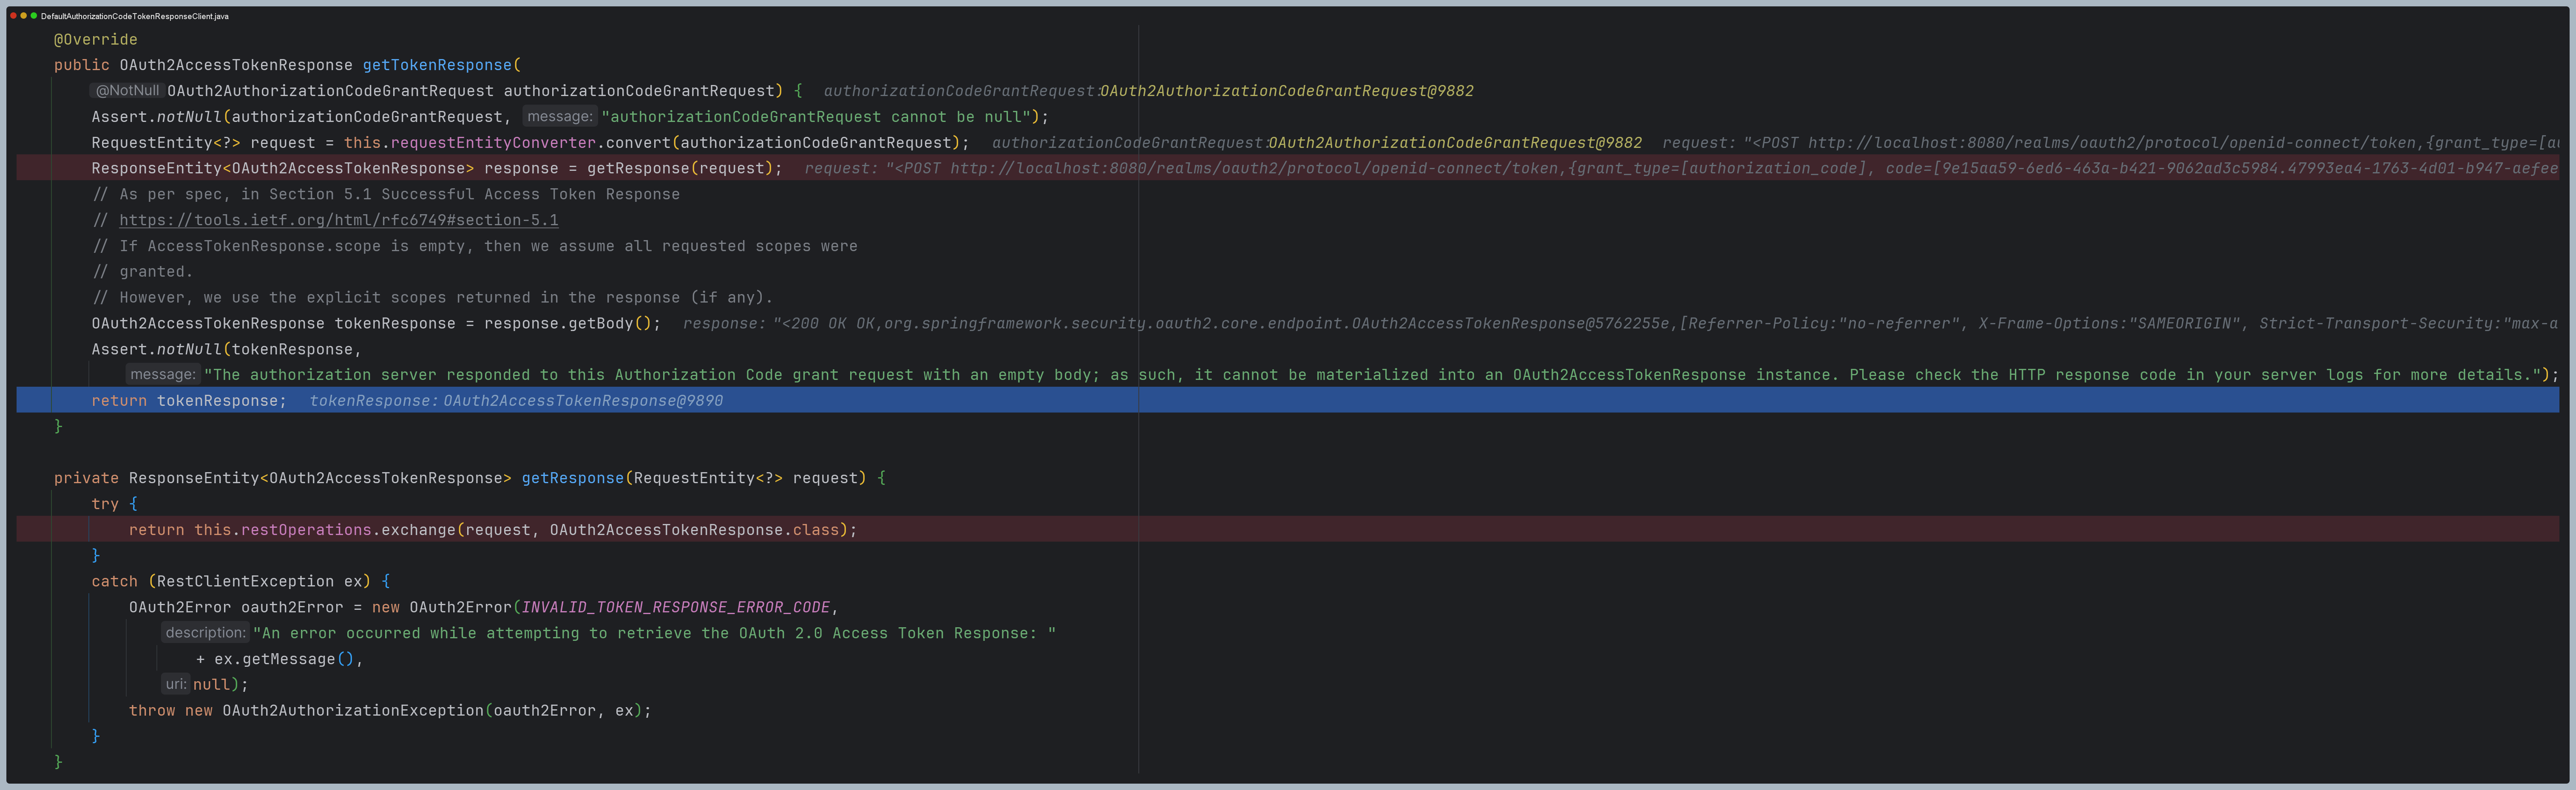 DefaultAuthorizationCodeTokenResponseClient.java
@Override
public OAuth2AccessTokenResponse getTokenResponse(
@NotNull OAuth2AuthorizationCodeGrantRequest authorizationCodeGrantRequest) { authorizationCodeGrantRequest: OAuth2AuthorizationCodeGrantRequest@9882
Assert.notNull(authorizationCodeGrantRequest, message: "authorizationCodeGrantRequest cannot be null");
RequestEntity<?> request = this.requestEntityConverter.convert(authorizationCodeGrantRequest); authorizationCodeGrantRequest: OAuth2AuthorizationCodeGrantRequest@9882 request: "<POST http://localhost:8080/realms/oauth2/protocol/openid-connect/token,{grant_type=[a
ResponseEntity<OAuth2AccessTokenResponse> response = getResponse(request); request: "<POST http://localhost:8080/realms/oauth2/protocol/openid-connect/token,{grant_type=[authorization_code], code=[9e15aa59-6ed6-463a-b421-9062ad3c5984.47993ea4-1763-4d01-b947-aefee
// As per spec, in Section 5.1 Successful Access Token Response
// https://tools.ietf.org/html/rfc6749#section-5.1
// If AccessTokenResponse.scope is empty, then we assume all requested scopes were
// granted.
// However, we use the explicit scopes returned in the response (if any).
OAuth2AccessTokenResponse tokenResponse = response.getBody(); response: "<200 OK OK,org.springframework.security.oauth2.core.endpoint.OAuth2AccessTokenResponse@5762255e,[Referrer-Policy:"no-referrer", X-Frame-Options:"SAMEORIGIN", Strict-Transport-Security:"max-a
Assert.notNull(tokenResponse,
message: "The authorization server responded to this Authorization Code grant request with an empty body; as such, it cannot be materialized into an OAuth2AccessTokenResponse instance. Please check the HTTP response code in your server logs for more details.");
return tokenResponse; tokenResponse: OAuth2AccessTokenResponse@9890
}
private ResponseEntity<OAuth2AccessTokenResponse> getResponse(RequestEntity<?> request) {
try {
return this.restOperations.exchange(request, OAuth2AccessTokenResponse.class);
}
catch (RestClientException ex) {
OAuth2Error oauth2Error = new OAuth2Error(INVALID_TOKEN_RESPONSE_ERROR_CODE,
description: "An error occurred while attempting to retrieve the OAuth 2.0 Access Token Response: "
+ ex.getMessage(),
uri: null);
throw new OAuth2AuthorizationException(oauth2Error, ex);
}
}